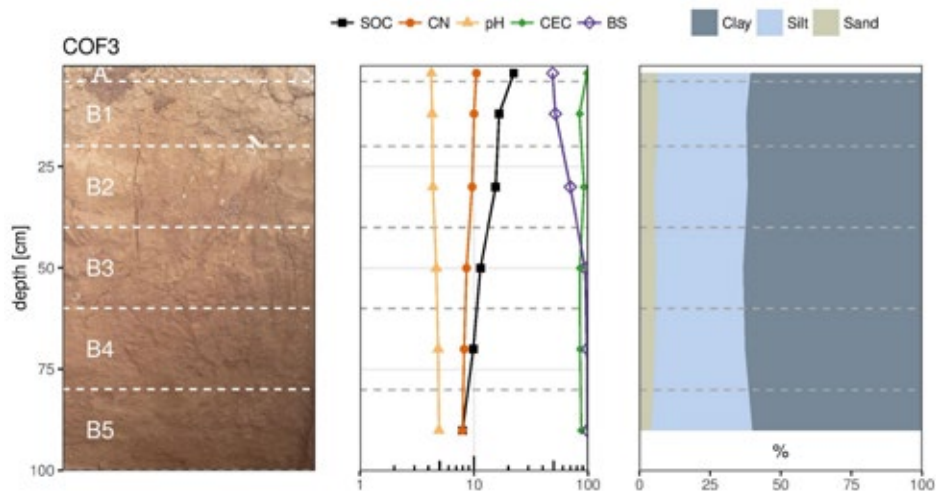 SOC CN pH CEC BS Clay Silt Sand
COF3
A
B1
25
B2
depth [cm]
50
B3
B4
75
B5
%
100
1 10 100 0 25 50 75 100